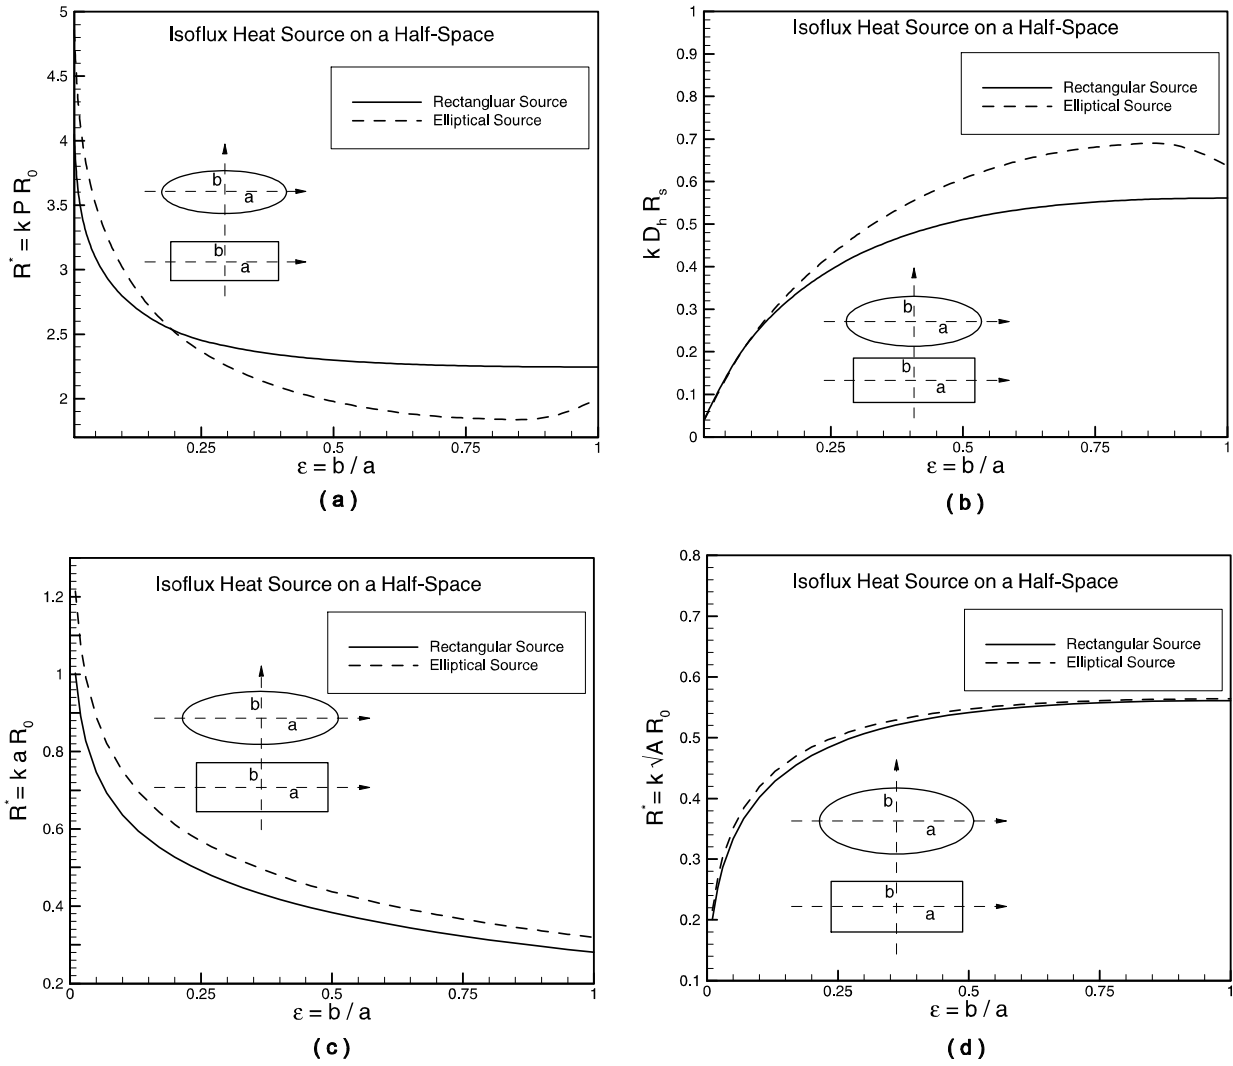 Isoflux Heat Source on a Half-Space
Rectangluar Source
Elliptical Source
R* = k P R0
5
4.5
4
3.5
3
2.5
2
b
a
b
a
0.25
0.5
0.75
1
ε = b / a
( a )
Isoflux Heat Source on a Half-Space
Rectangular Source
Elliptical Source
k Dh Rs
1
0.9
0.8
0.7
0.6
0.5
0.4
0.3
0.2
0.1
0
b
a
b
a
0.25
0.5
0.75
1
ε = b / a
( b )
Isoflux Heat Source on a Half-Space
Rectangular Source
Elliptical Source
R* = k a R0
1.2
1
0.8
0.6
0.4
0.2
b
a
b
a
0
0.25
0.5
0.75
1
ε = b / a
( c )
Isoflux Heat Source on a Half-Space
Rectangular Source
Elliptical Source
R* = k √A R0
0.8
0.7
0.6
0.5
0.4
0.3
0.2
0.1
b
a
b
a
0
0.25
0.5
0.75
1
ε = b / a
( d )